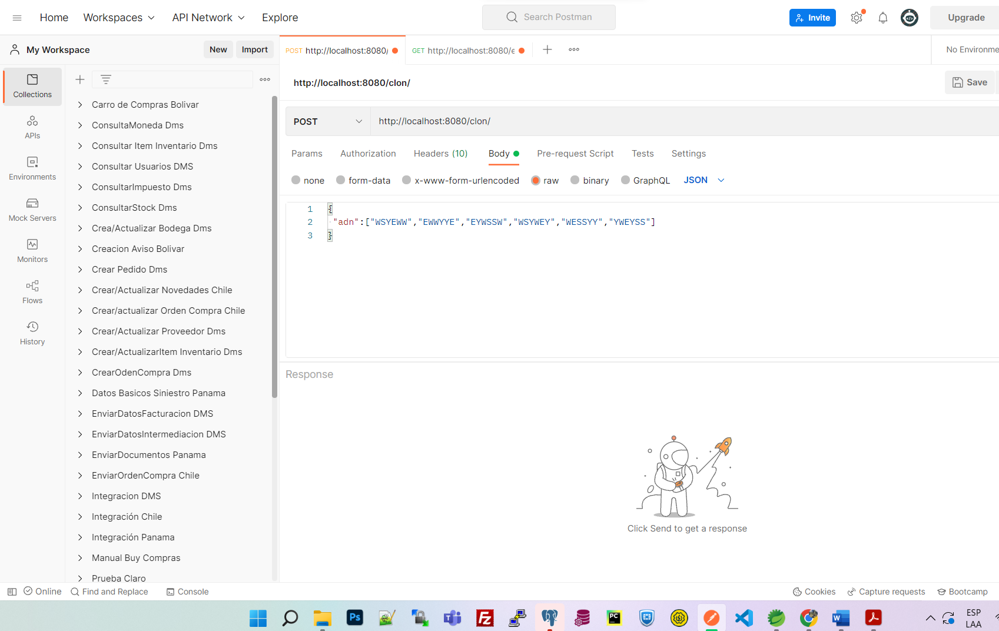 Home Workspaces API Network Explore Search Postman Invite Upgrade
My Workspace New Import POST http://localhost:8080/ GET http://localhost:8080/e No Environme
Collections
APIs
Environments
Mock Servers
Monitors
Flows
History
Carro de Compras Bolivar
ConsultaMoneda Dms
Consultar Item Inventario Dms
Consultar Usuarios DMS
ConsultarImpuesto Dms
ConsultarStock Dms
Crea/Actualizar Bodega Dms
Creacion Aviso Bolivar
Crear Pedido Dms
Crear/Actualizar Novedades Chile
Crear/actualizar Orden Compra Chile
Crear/Actualizar Proveedor Dms
Crear/ActualizarItem Inventario Dms
CrearOdenCompra Dms
Datos Basicos Siniestro Panama
EnviarDatosFacturacion DMS
EnviarDatosIntermediacion DMS
EnviarDocumentos Panama
EnviarOrdenCompra Chile
Integracion DMS
Integración Chile
Integración Panama
Manual Buy Compras
Prueba Claro
http://localhost:8080/clon/ Save
POST http://localhost:8080/clon/
Params Authorization Headers (10) Body Pre-request Script Tests Settings
none form-data x-www-form-urlencoded raw binary GraphQL JSON
1 {
2 "adn":["WSYEWW","EWWYYE","EYWSSW","WSYWEY","WESSYY","YWEYSS"]
3 }
Response
Click Send to get a response
Online Find and Replace Console Cookies Capture requests Bootcamp
Ps T FZ PC W
ESP
LAA